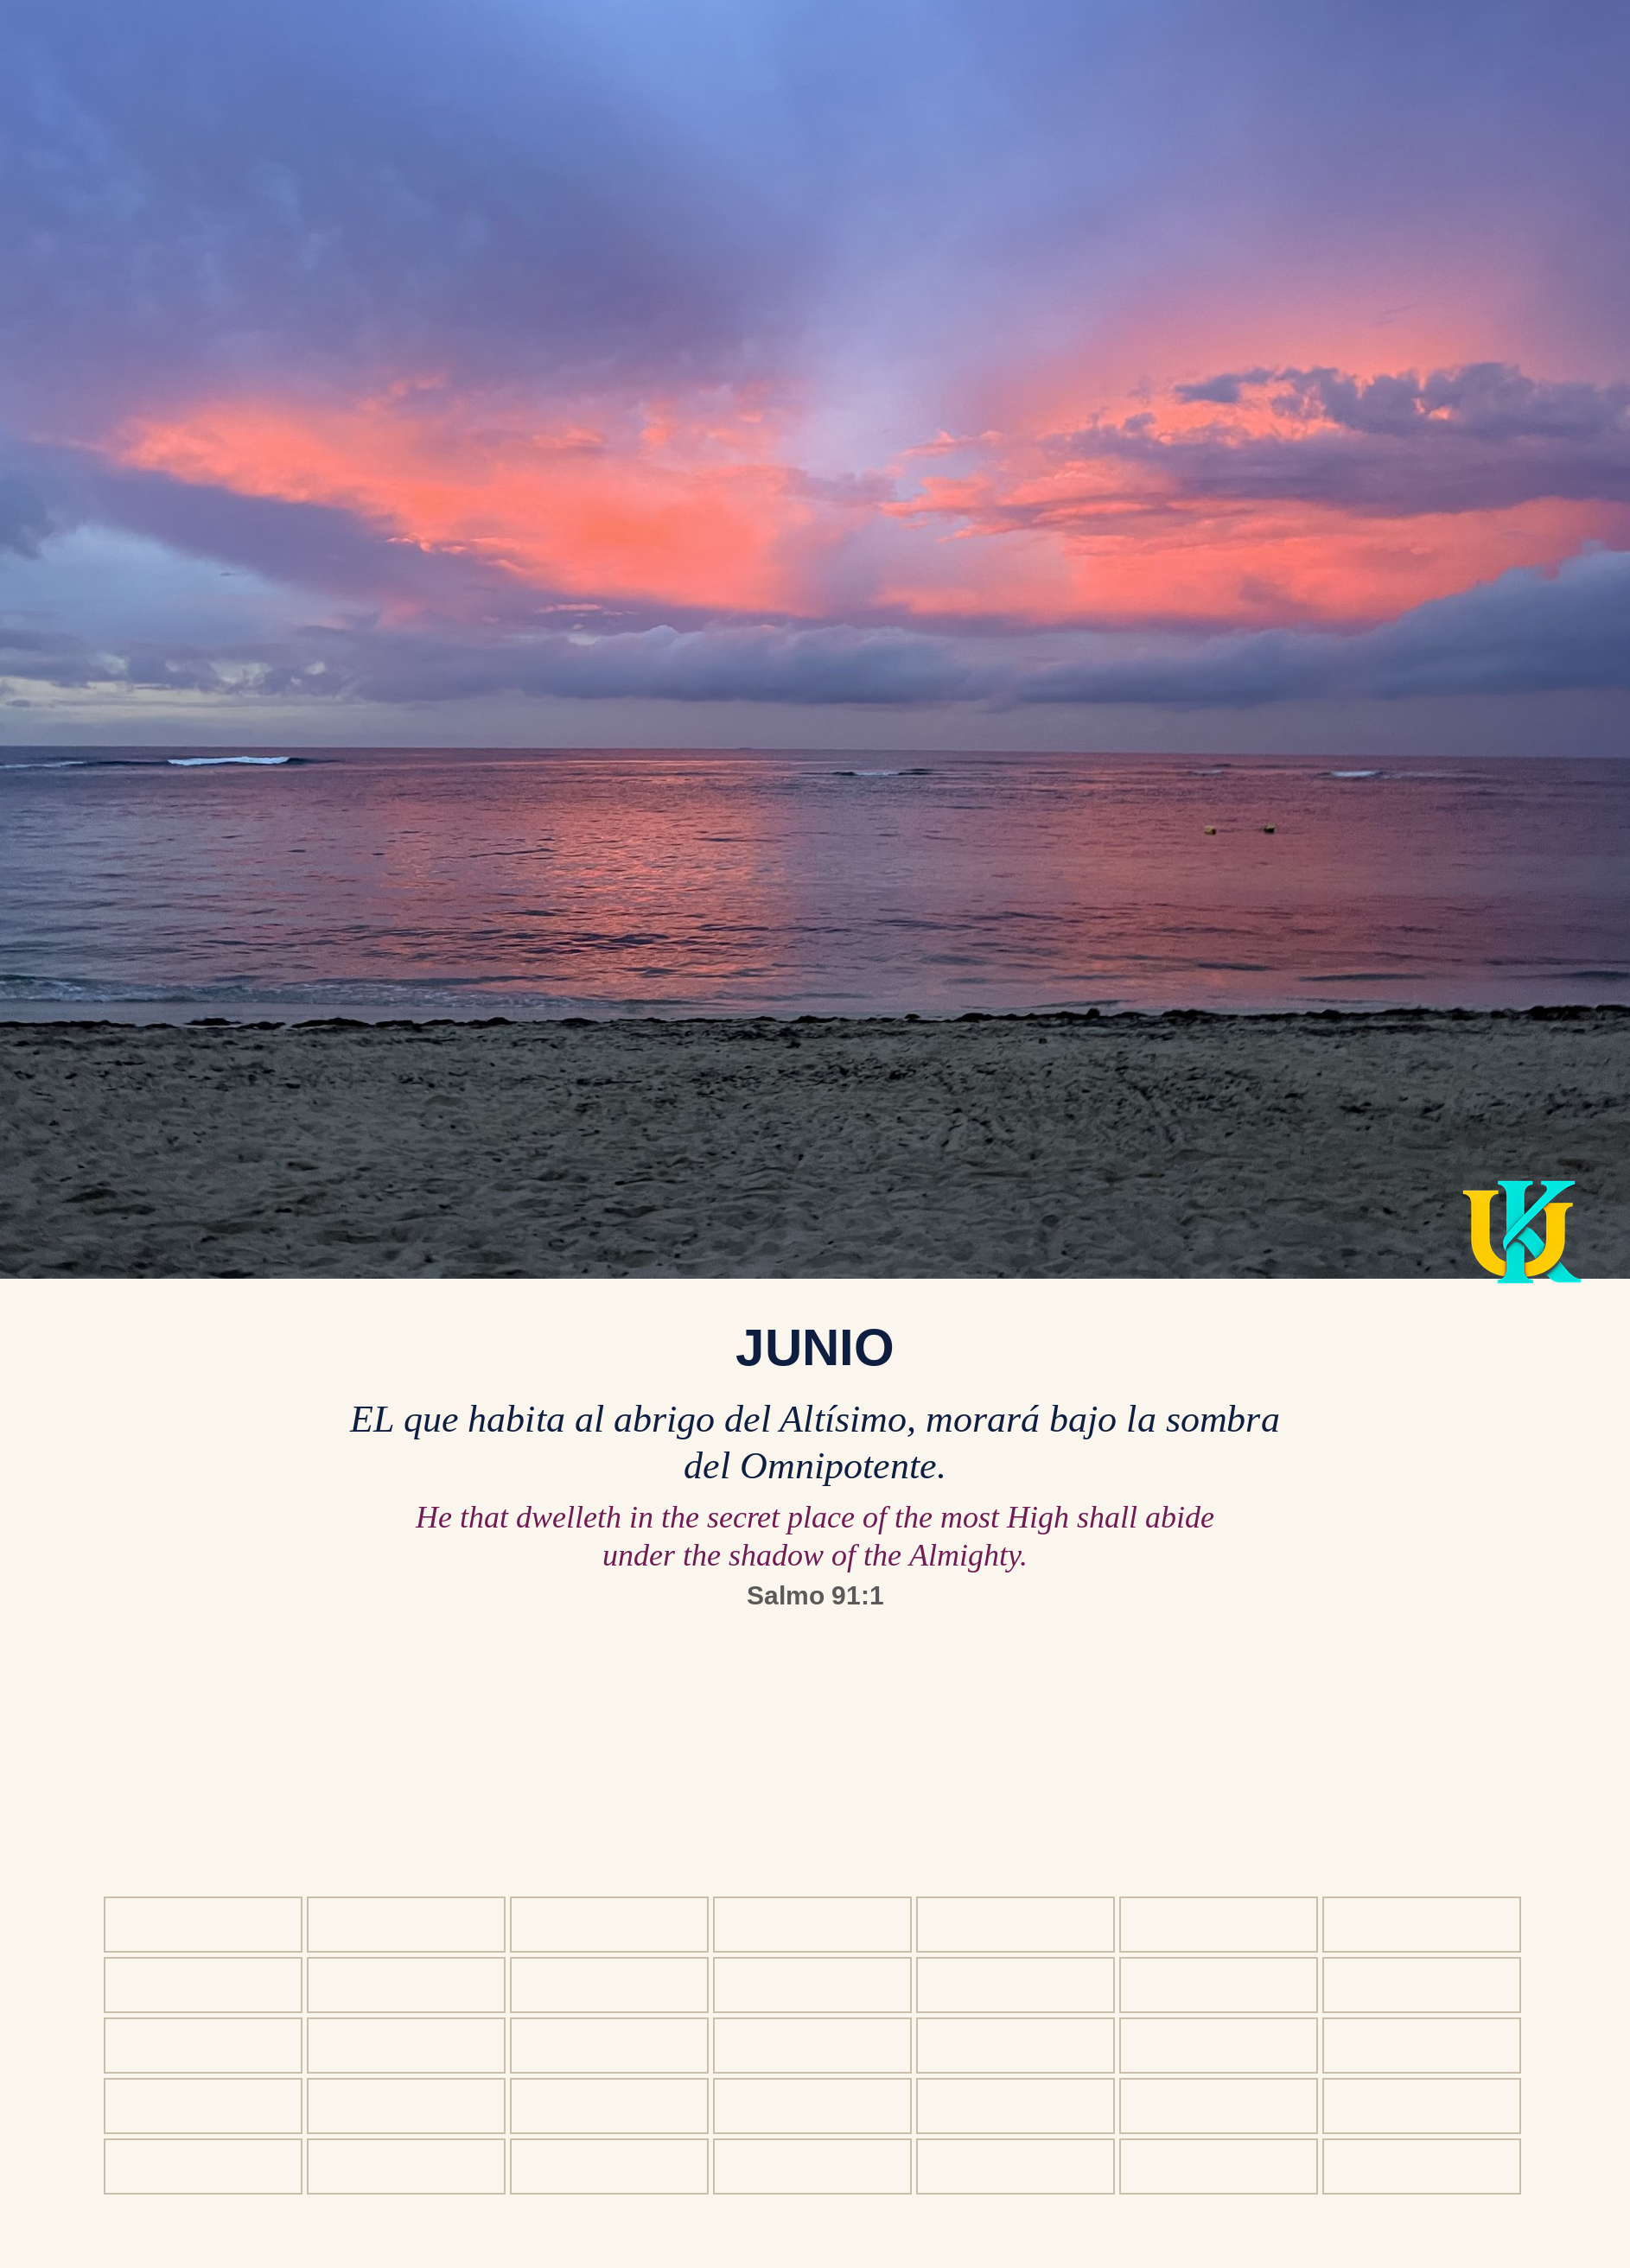 UK
JUNIO
EL que habita al abrigo del Altísimo, morará bajo la sombra
del Omnipotente.
He that dwelleth in the secret place of the most High shall abide
under the shadow of the Almighty.
Salmo 91:1